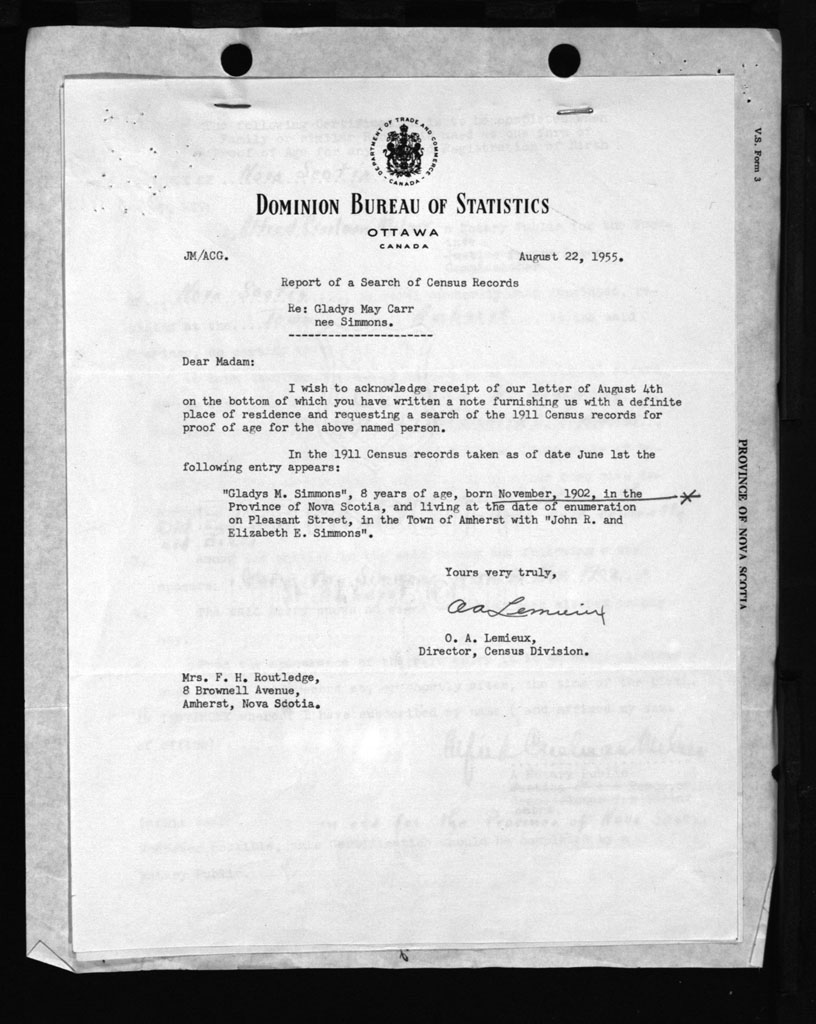 DEPARTMENT OF TRADE AND COMMERCE
CANADA
DOMINION BUREAU OF STATISTICS
OTTAWA
CANADA
JM/ACG. August 22, 1955.
Report of a Search of Census Records
Re: Gladys May Carr
nee Simmons.
----------------------
Dear Madam:
I wish to acknowledge receipt of our letter of August 4th
on the bottom of which you have written a note furnishing us with a definite
place of residence and requesting a search of the 1911 Census records for
proof of age for the above named person.
In the 1911 Census records taken as of date June 1st the
following entry appears:
"Gladys M. Simmons", 8 years of age, born November, 1902, in the
Province of Nova Scotia, and living at the date of enumeration
on Pleasant Street, in the Town of Amherst with "John R. and
Elizabeth E. Simmons".
Yours very truly,
OA Lemieux
O. A. Lemieux,
Director, Census Division.
Mrs. F. H. Routledge,
8 Brownell Avenue,
Amherst, Nova Sdotia.
V.S. Form 3
PROVINCE OF NOVA SCOTIA